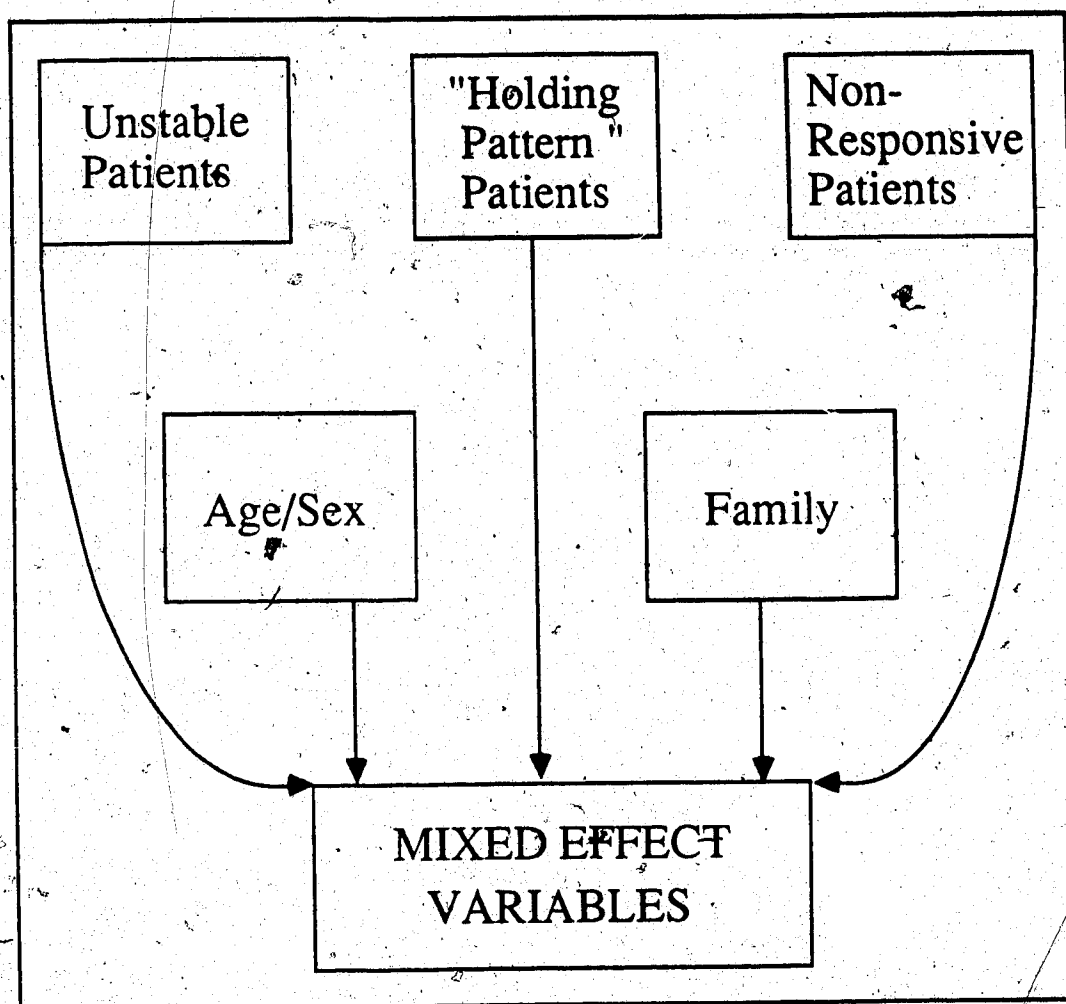 Unstable
Patients
"Holding
Pattern "
Patients
Non-
Responsive
Patients
Age/Sex
Family
MIXED EFFECT
VARIABLES